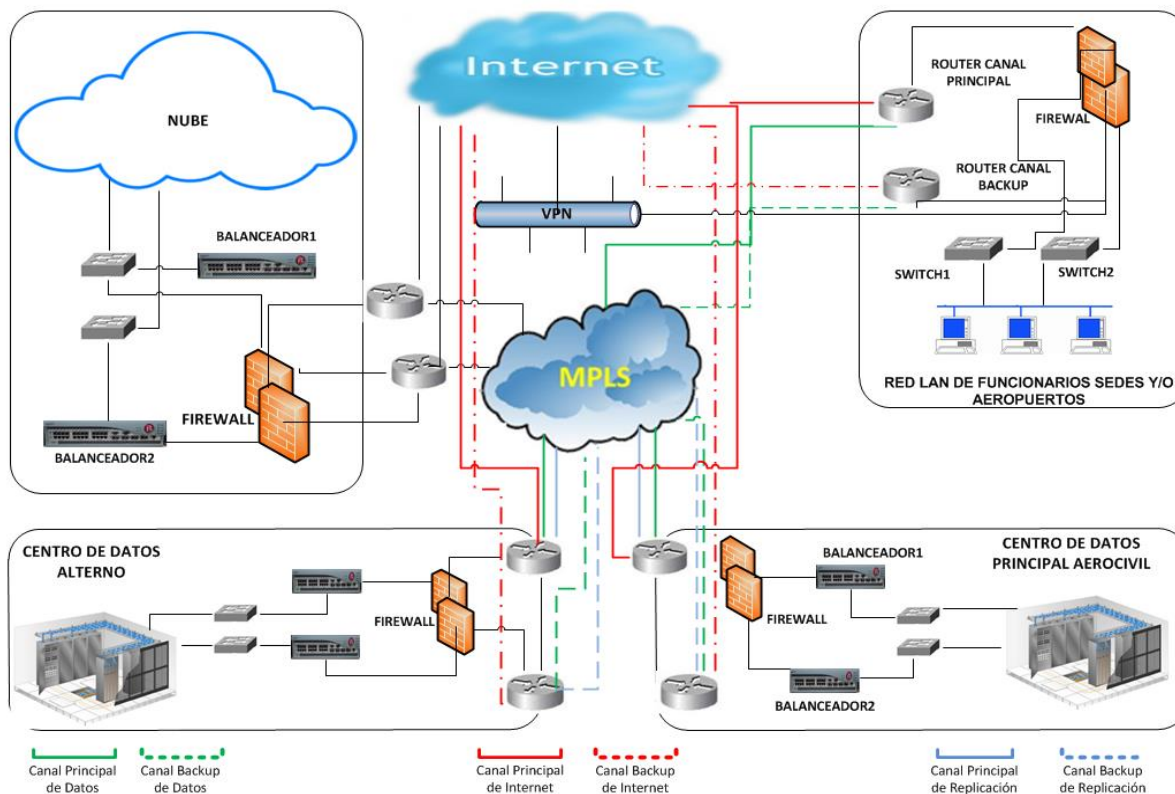 Internet
NUBE
ROUTER CANAL
PRINCIPAL
FIREWAL
ROUTER CANAL
BACKUP
VPN
BALANCEADOR1
SWITCH1
SWITCH2
MPLS
RED LAN DE FUNCIONARIOS SEDES Y/O
AEROPUERTOS
FIREWALL
BALANCEADOR2
CENTRO DE DATOS
ALTERNO
FIREWALL
BALANCEADOR1
CENTRO DE DATOS
PRINCIPAL AEROCIVIL
FIREWALL
BALANCEADOR2
Canal Principal
de Datos
Canal Backup
de Datos
Canal Principal
de Internet
Canal Backup
de Internet
Canal Principal
de Replicación
Canal Backup
de Replicación